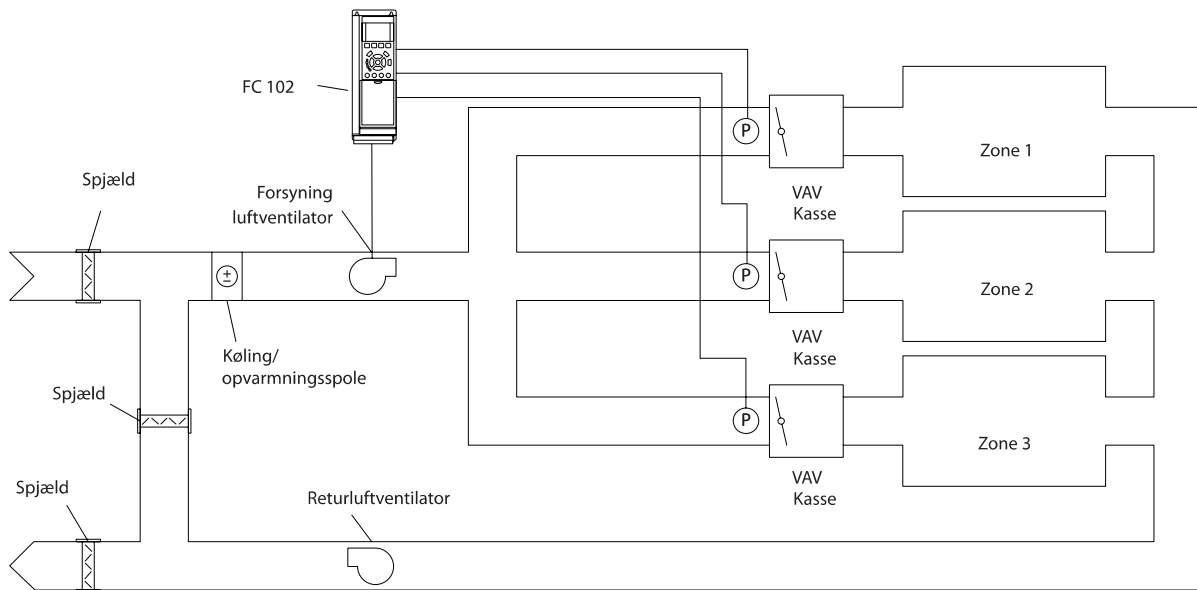 FC 102
P
Zone 1
Spjæld
Forsyning
luftventilator
VAV
Kasse
±
P
Zone 2
Køling/
opvarmningsspole
VAV
Kasse
Spjæld
P
Zone 3
VAV
Kasse
Spjæld
Returluftventilator